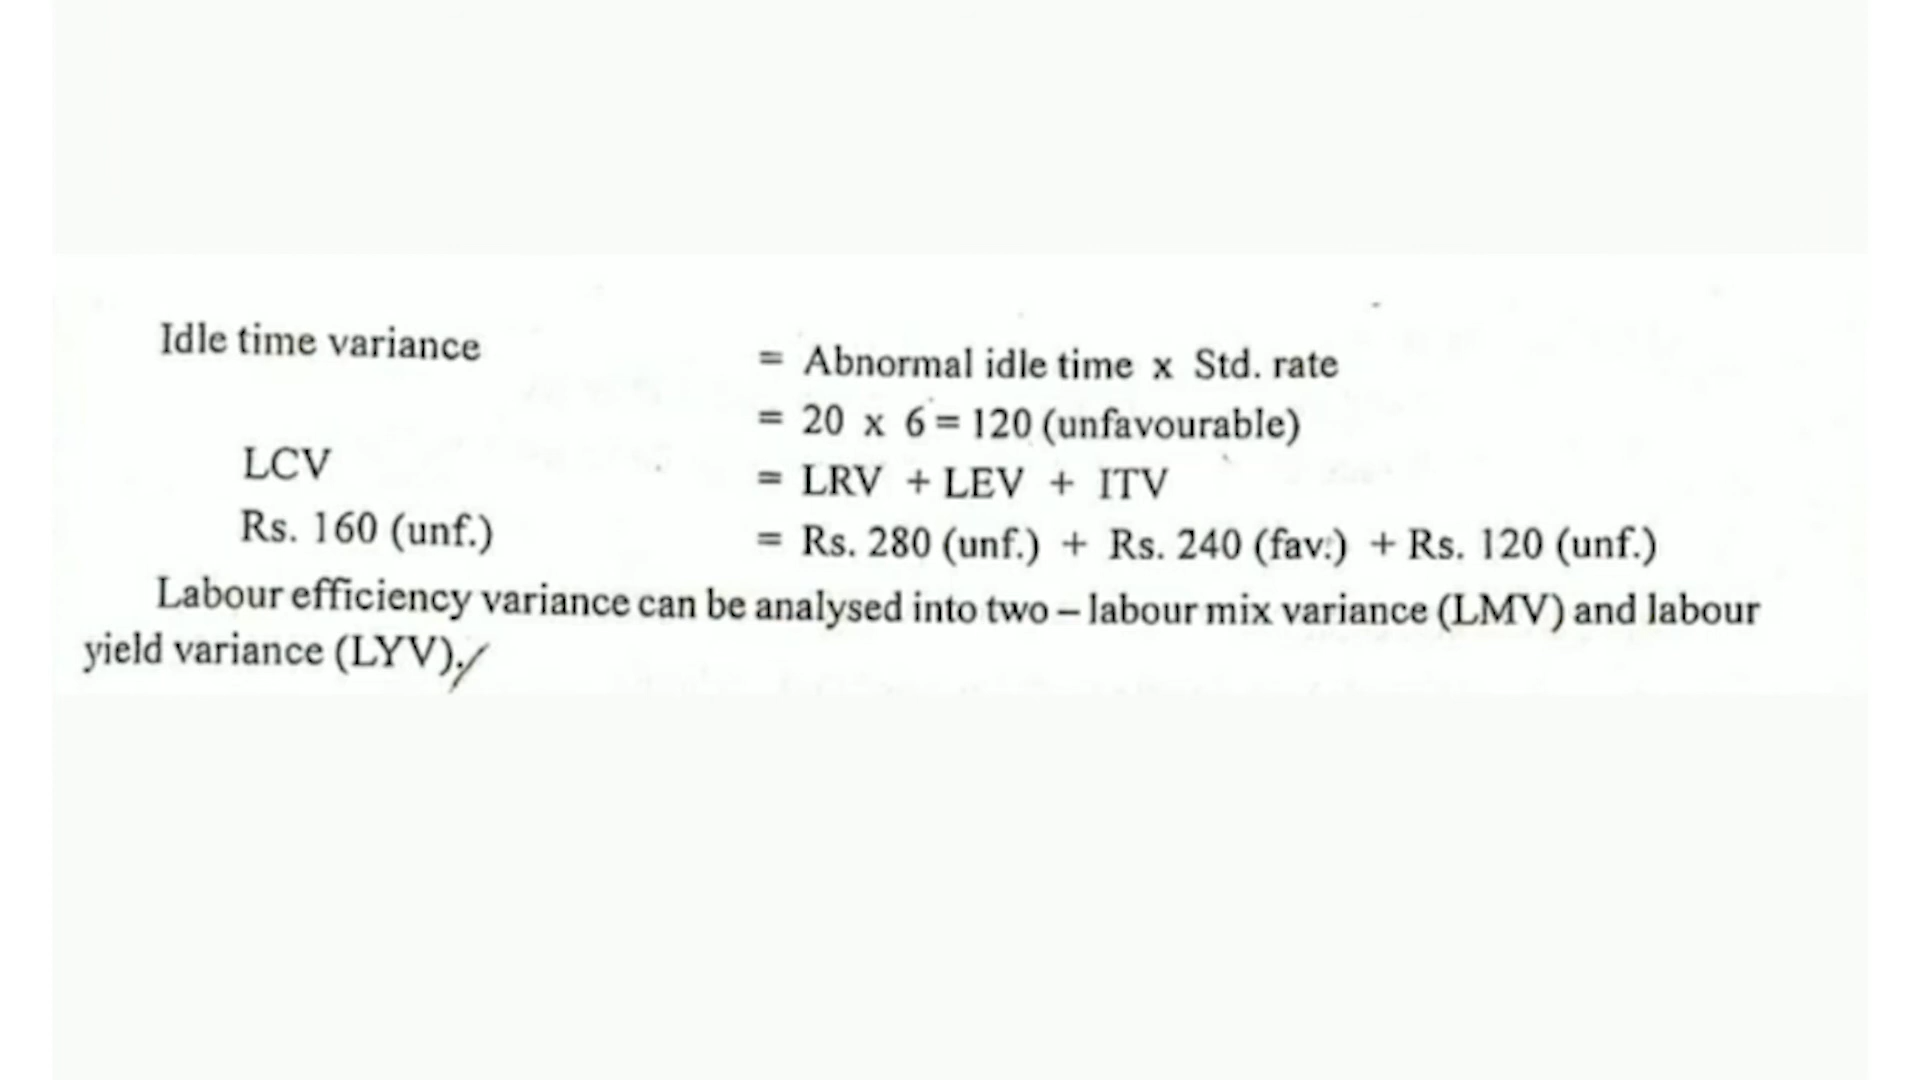 Idle time variance = Abnormal idle time x Std. rate
= 20 x 6 = 120 (unfavourable)
LCV = LRV + LEV + ITV
Rs. 160 (unf.) = Rs. 280 (unf.) + Rs. 240 (fav.) + Rs. 120 (unf.)
Labour efficiency variance can be analysed into two – labour mix variance (LMV) and labour
yield variance (LYV).